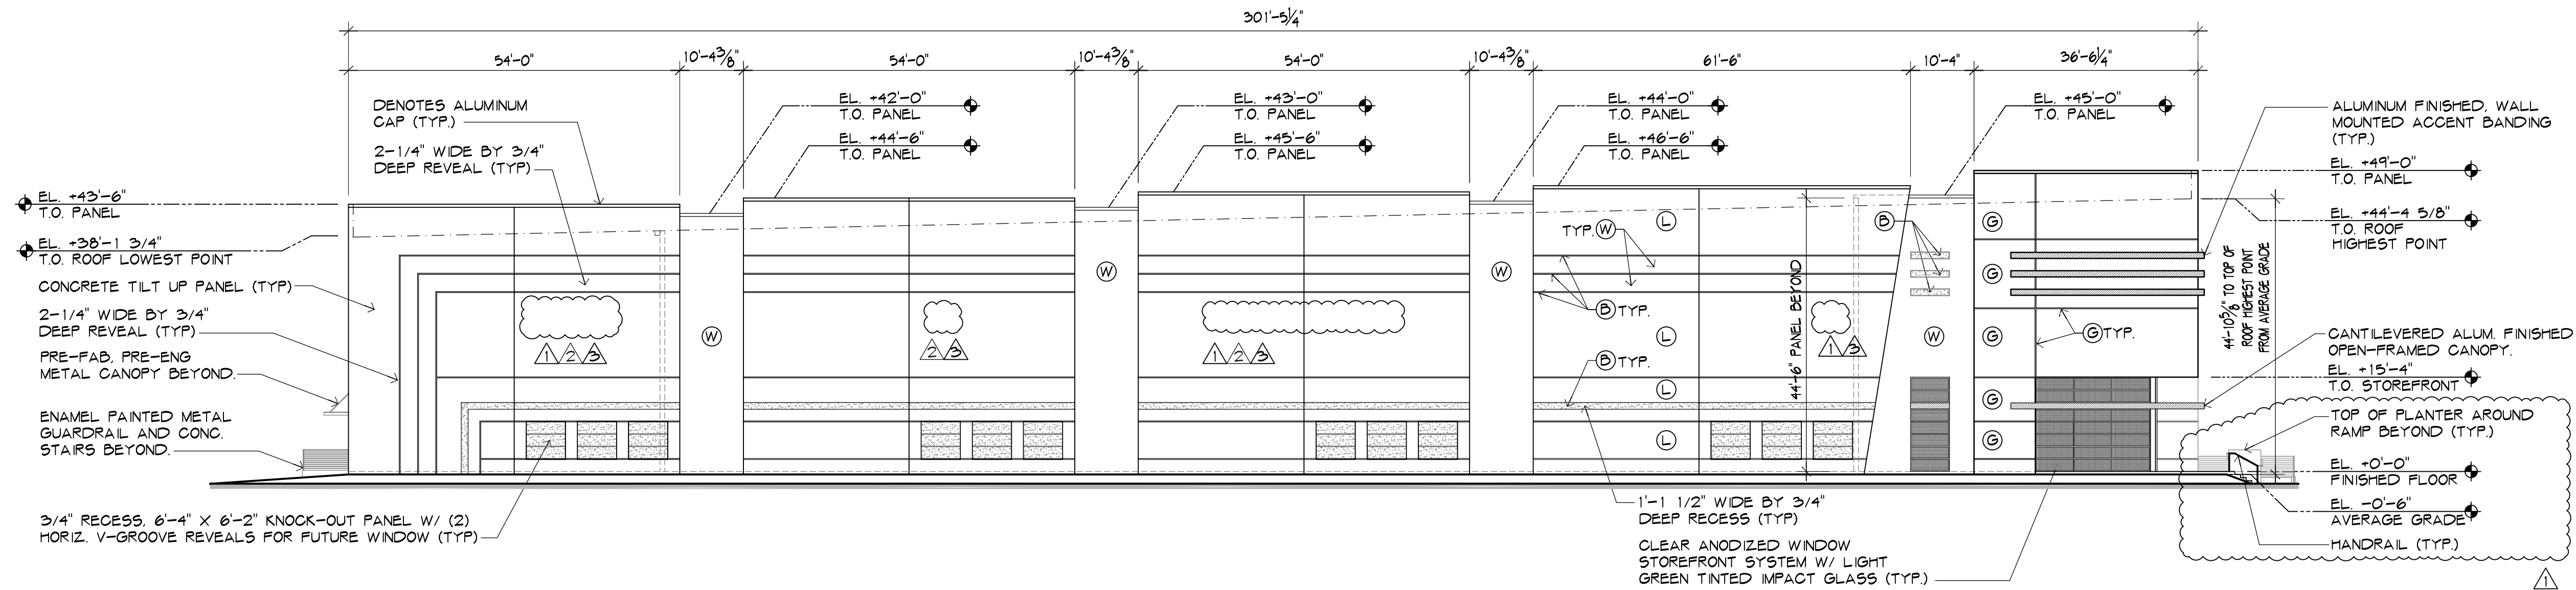 301'-5 1/4"
54'-0"
10'-4 3/8"
54'-0"
10'-4 3/8"
54'-0"
10'-4 3/8"
61'-6"
10'-4"
36'-6 1/4"
DENOTES ALUMINUM
CAP (TYP.)
2-1/4" WIDE BY 3/4"
DEEP REVEAL (TYP)
EL. +42'-0"
T.O. PANEL
EL. +44'-6"
T.O. PANEL
EL. +43'-0"
T.O. PANEL
EL. +45'-6"
T.O. PANEL
EL. +44'-0"
T.O. PANEL
EL. +46'-6"
T.O. PANEL
EL. +45'-0"
T.O. PANEL
ALUMINUM FINISHED, WALL
MOUNTED ACCENT BANDING
(TYP.)
EL. +49'-0"
T.O. PANEL
EL. +44'-4 5/8"
T.O. ROOF
HIGHEST POINT
EL. +43'-6"
T.O. PANEL
EL. +38'-1 3/4"
T.O. ROOF LOWEST POINT
CONCRETE TILT UP PANEL (TYP)
2-1/4" WIDE BY 3/4"
DEEP REVEAL (TYP)
PRE-FAB, PRE-ENG
METAL CANOPY BEYOND.
ENAMEL PAINTED METAL
GUARDRAIL AND CONC.
STAIRS BEYOND.
3/4" RECESS, 6'-4" X 6'-2" KNOCK-OUT PANEL W/ (2)
HORIZ. V-GROOVE REVEALS FOR FUTURE WINDOW (TYP)
1 2 3
W
2 3
W
1 2 3
W
L
TYP. W
B TYP.
L
B TYP.
L
L
1 3
44'-6" PANEL BEYOND
B
W
G
G
G
G TYP.
G
G
44'-10 5/8" TO TOP OF
ROOF HIGHEST POINT
FROM AVERAGE GRADE
CANTILEVERED ALUM. FINISHED
OPEN-FRAMED CANOPY.
EL. +15'-4"
T.O. STOREFRONT
TOP OF PLANTER AROUND
RAMP BEYOND (TYP.)
EL. +0'-0"
FINISHED FLOOR
EL. -0'-6"
AVERAGE GRADE
HANDRAIL (TYP.)
1
1'-1 1/2" WIDE BY 3/4"
DEEP RECESS (TYP)
CLEAR ANODIZED WINDOW
STOREFRONT SYSTEM W/ LIGHT
GREEN TINTED IMPACT GLASS (TYP.)